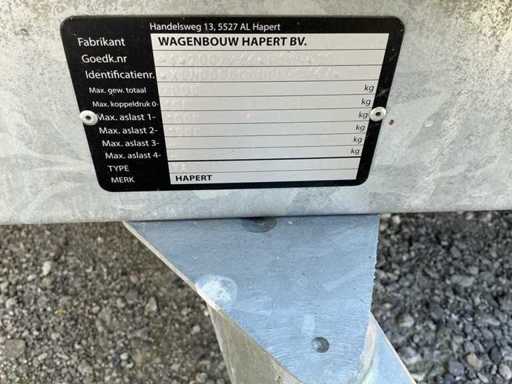 Handelsweg 13, 5527 AL Hapert
Fabrikant WAGENBOUW HAPERT BV.
Goedk.nr
Identificatienr.
Max. gew. totaal kg
Max. koppeldruk 0- kg
Max. aslast 1- kg
Max. aslast 2- kg
Max. aslast 3- kg
Max. aslast 4- kg
TYPE
MERK HAPERT